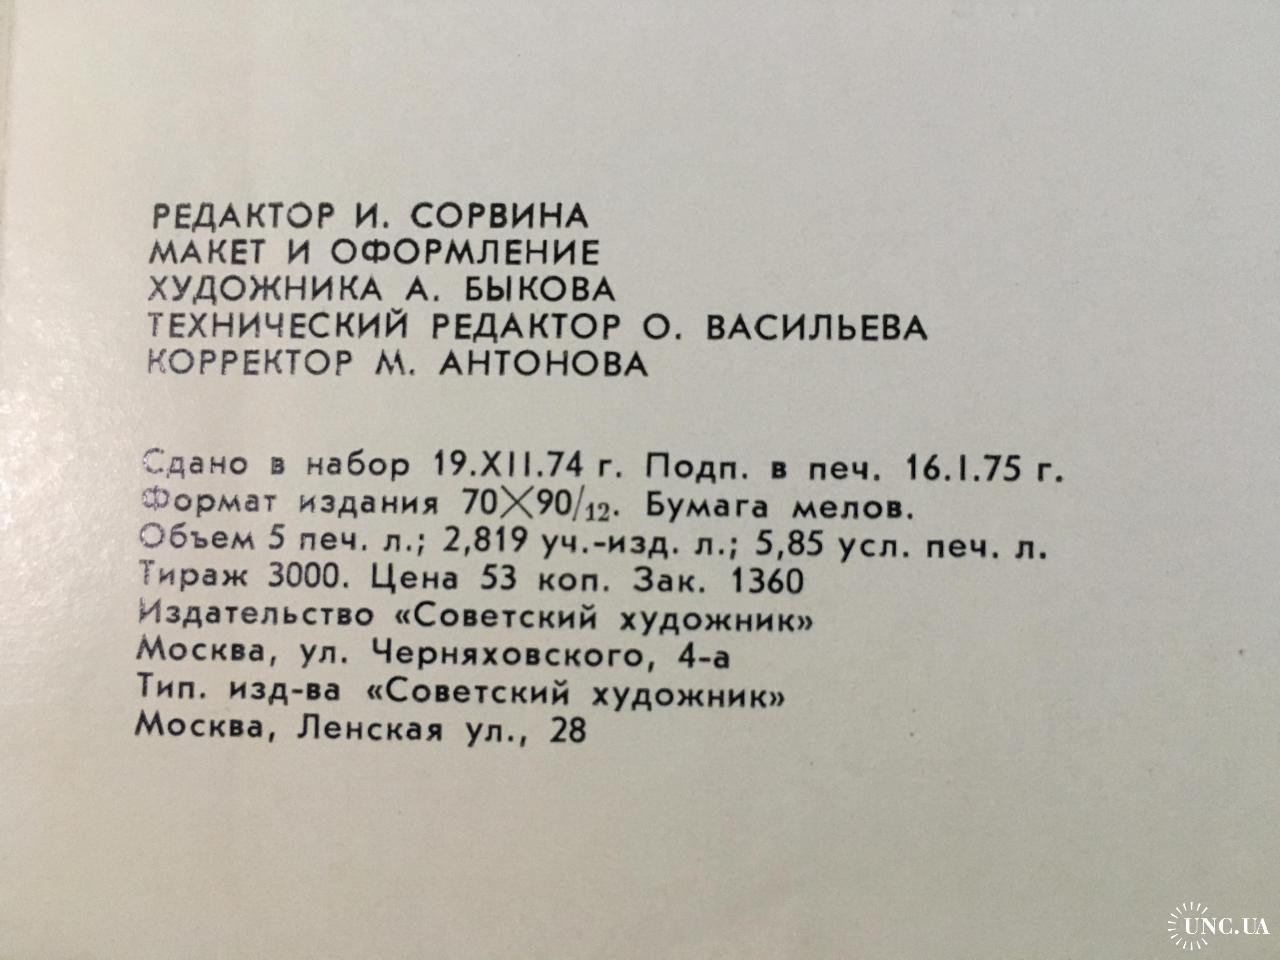 РЕДАКТОР И. СОРВИНА
МАКЕТ И ОФОРМЛЕНИЕ
ХУДОЖНИКА А. БЫКОВА
ТЕХНИЧЕСКИЙ РЕДАКТОР О. ВАСИЛЬЕВА
КОРРЕКТОР М. АНТОНОВА
Сдано в набор 19.XII.74 г. Подп. в печ. 16.I.75 г.
Формат издания 70×90/12. Бумага мелов.
Объем 5 печ. л.; 2,819 уч.-изд. л.; 5,85 усл. печ. л.
Тираж 3000. Цена 53 коп. Зак. 1360
Издательство «Советский художник»
Москва, ул. Черняховского, 4-а
Тип. изд-ва «Советский художник»
Москва, Ленская ул., 28
UNC.UA